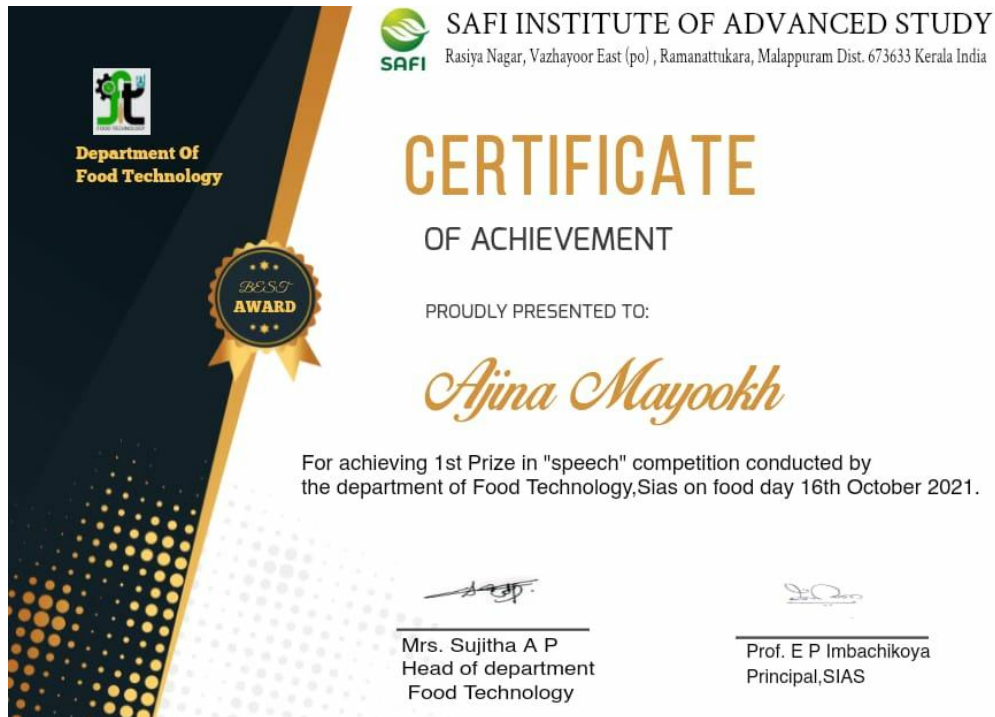 SAFI
SAFI INSTITUTE OF ADVANCED STUDY
Rasiya Nagar, Vazhayoor East (po) , Ramanattukara, Malappuram Dist. 673633 Kerala India
Department Of
Food Technology
CERTIFICATE
OF ACHIEVEMENT
BEST
AWARD
PROUDLY PRESENTED TO:
Ajina Mayookh
For achieving 1st Prize in "speech" competition conducted by
the department of Food Technology,Sias on food day 16th October 2021.
Mrs. Sujitha A P
Head of department
Food Technology
Prof. E P Imbachikoya
Principal,SIAS